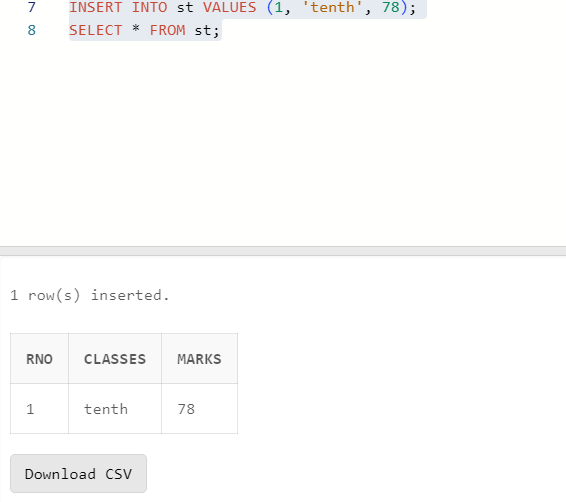 7 INSERT INTO st VALUES (1, 'tenth', 78);
8 SELECT * FROM st;
1 row(s) inserted.
RNO CLASSES MARKS
1 tenth 78
Download CSV